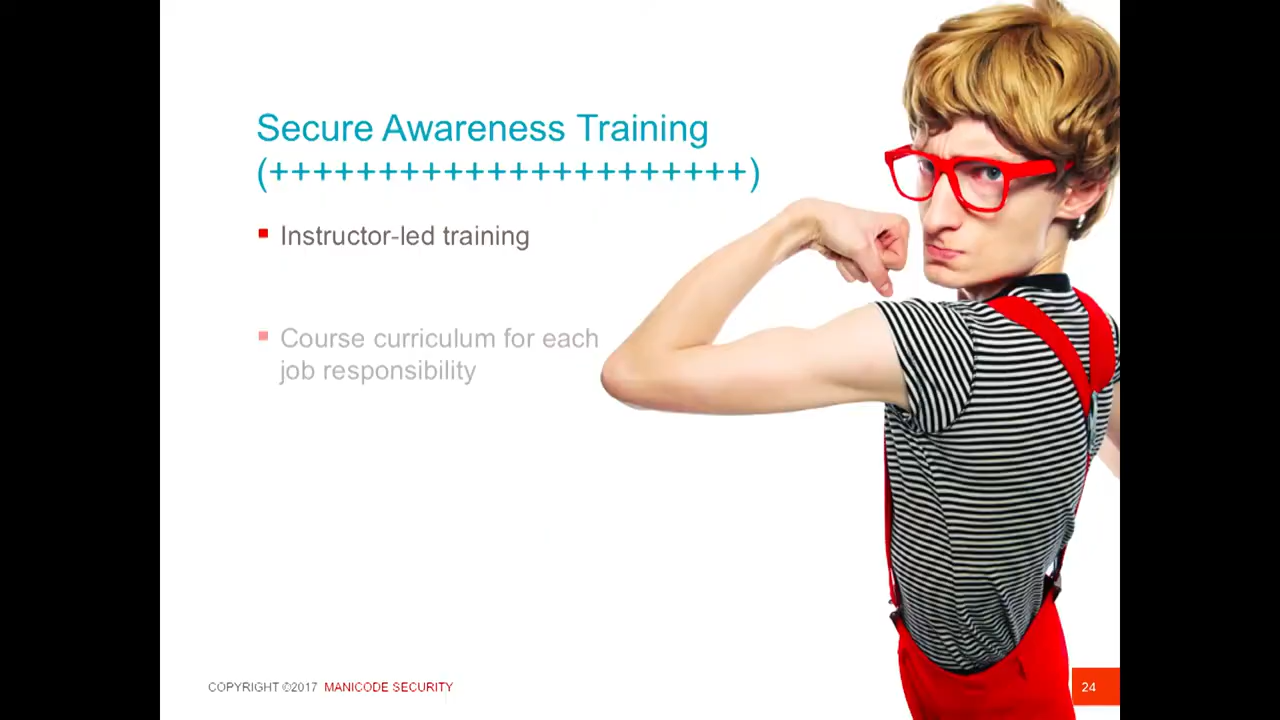 Secure Awareness Training
(++++++++++++++++++++++)
Instructor-led training
Course curriculum for each
job responsibility
COPYRIGHT ©2017 MANICODE SECURITY
24